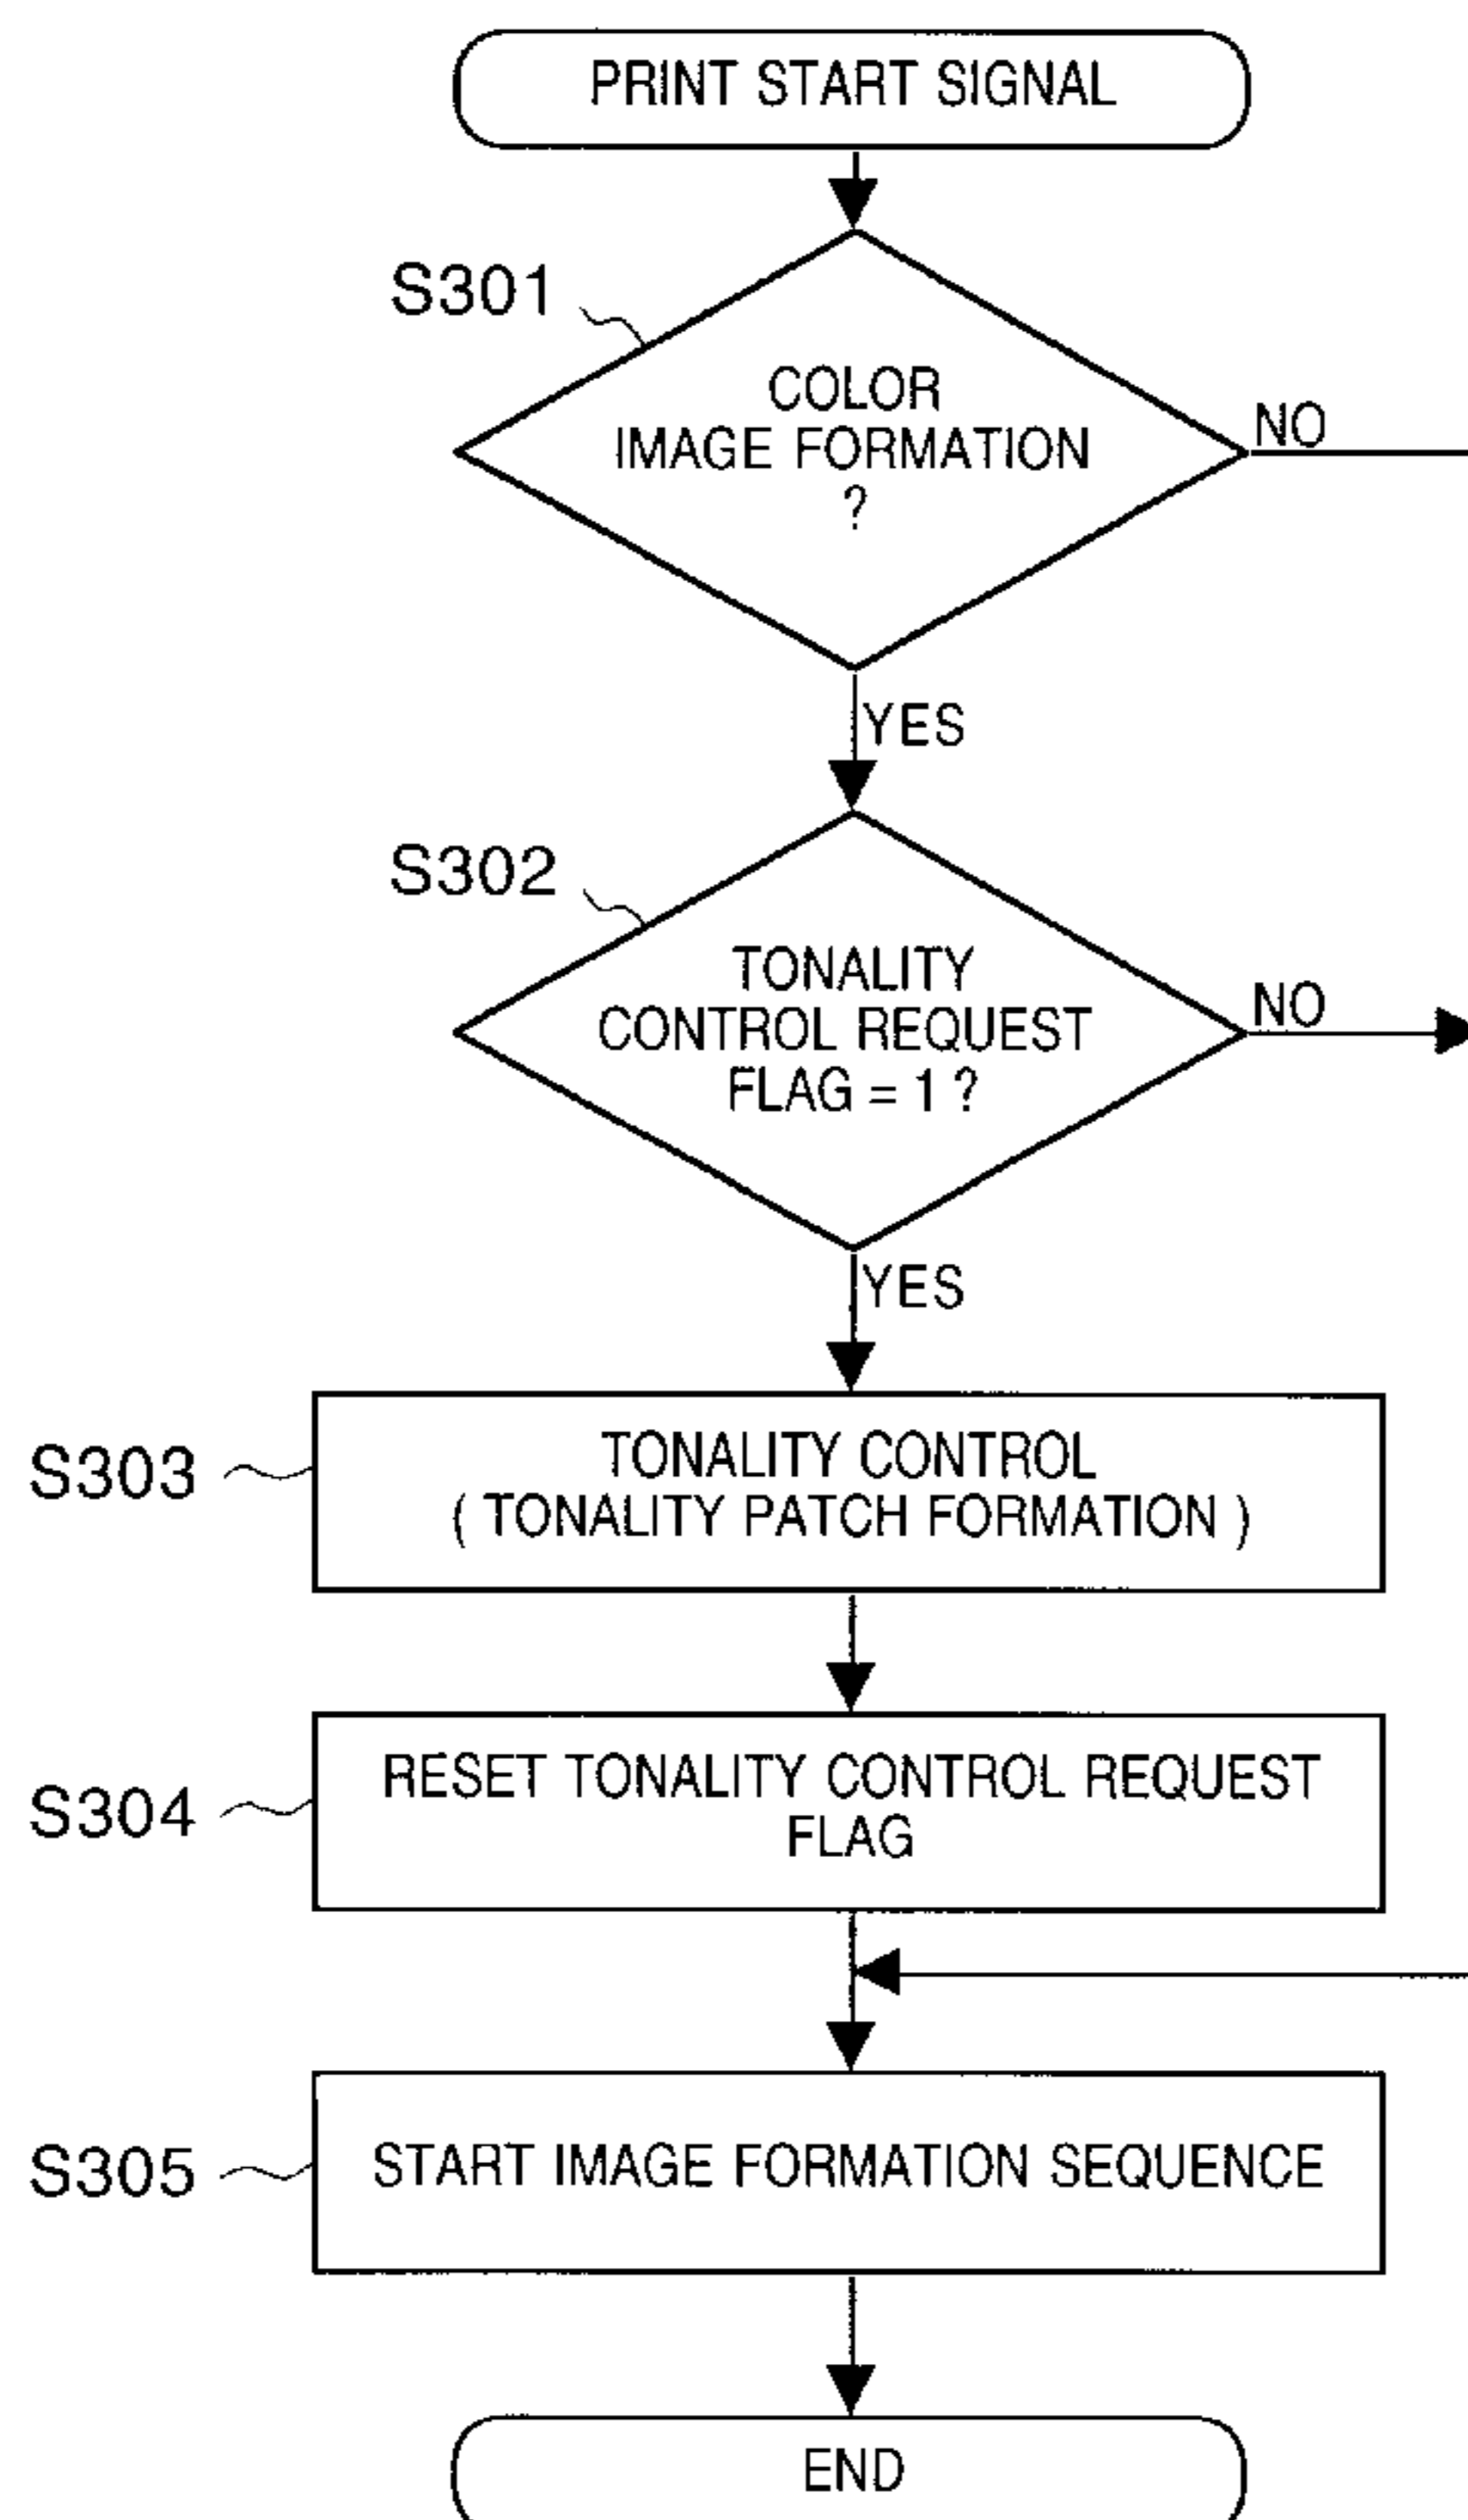 PRINT START SIGNAL
S301
COLOR
IMAGE FORMATION
?
NO
YES
S302
TONALITY
CONTROL REQUEST
FLAG = 1 ?
NO
YES
S303
TONALITY CONTROL
( TONALITY PATCH FORMATION )
S304
RESET TONALITY CONTROL REQUEST
FLAG
S305
START IMAGE FORMATION SEQUENCE
END